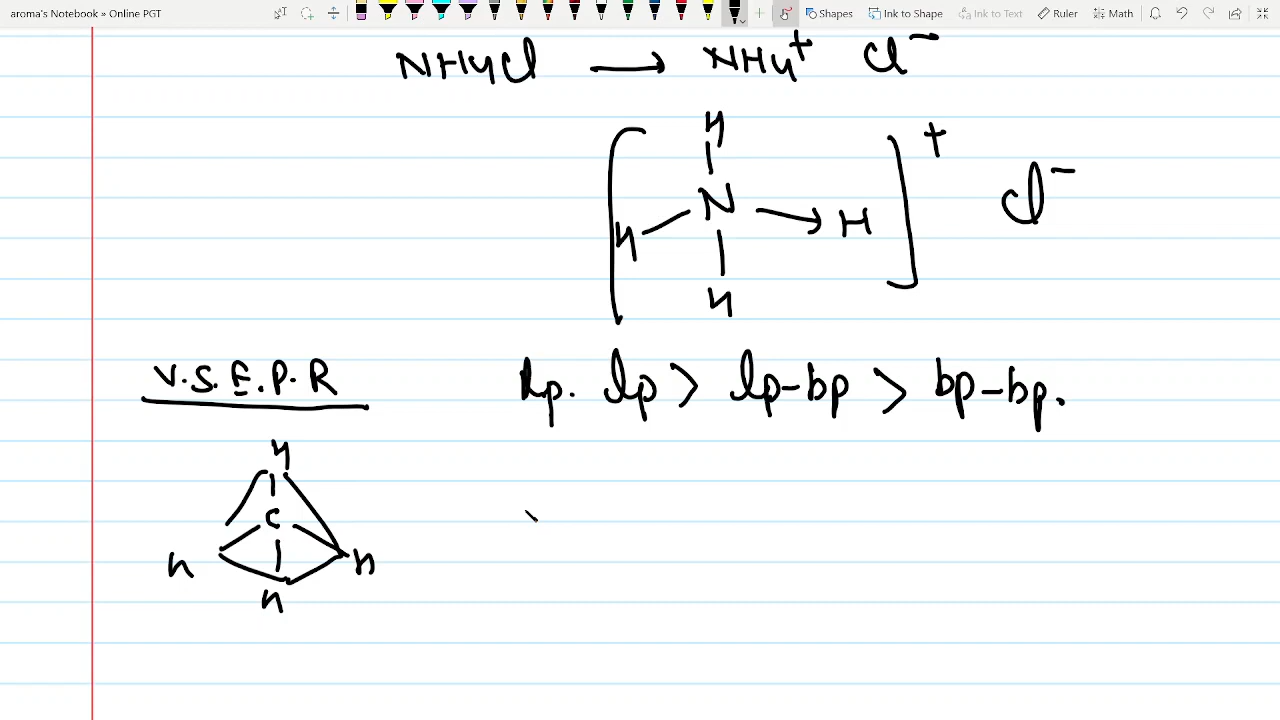 aroma's Notebook » Online PGT
Shapes Ink to Shape Ink to Text Ruler Math
NH4Cl → NH4+ Cl−
H
N → H
H
+
Cl−
H
V.S.E.P.R
lp. lp > lp-bp > bp-bp.
H
C
H
H
H